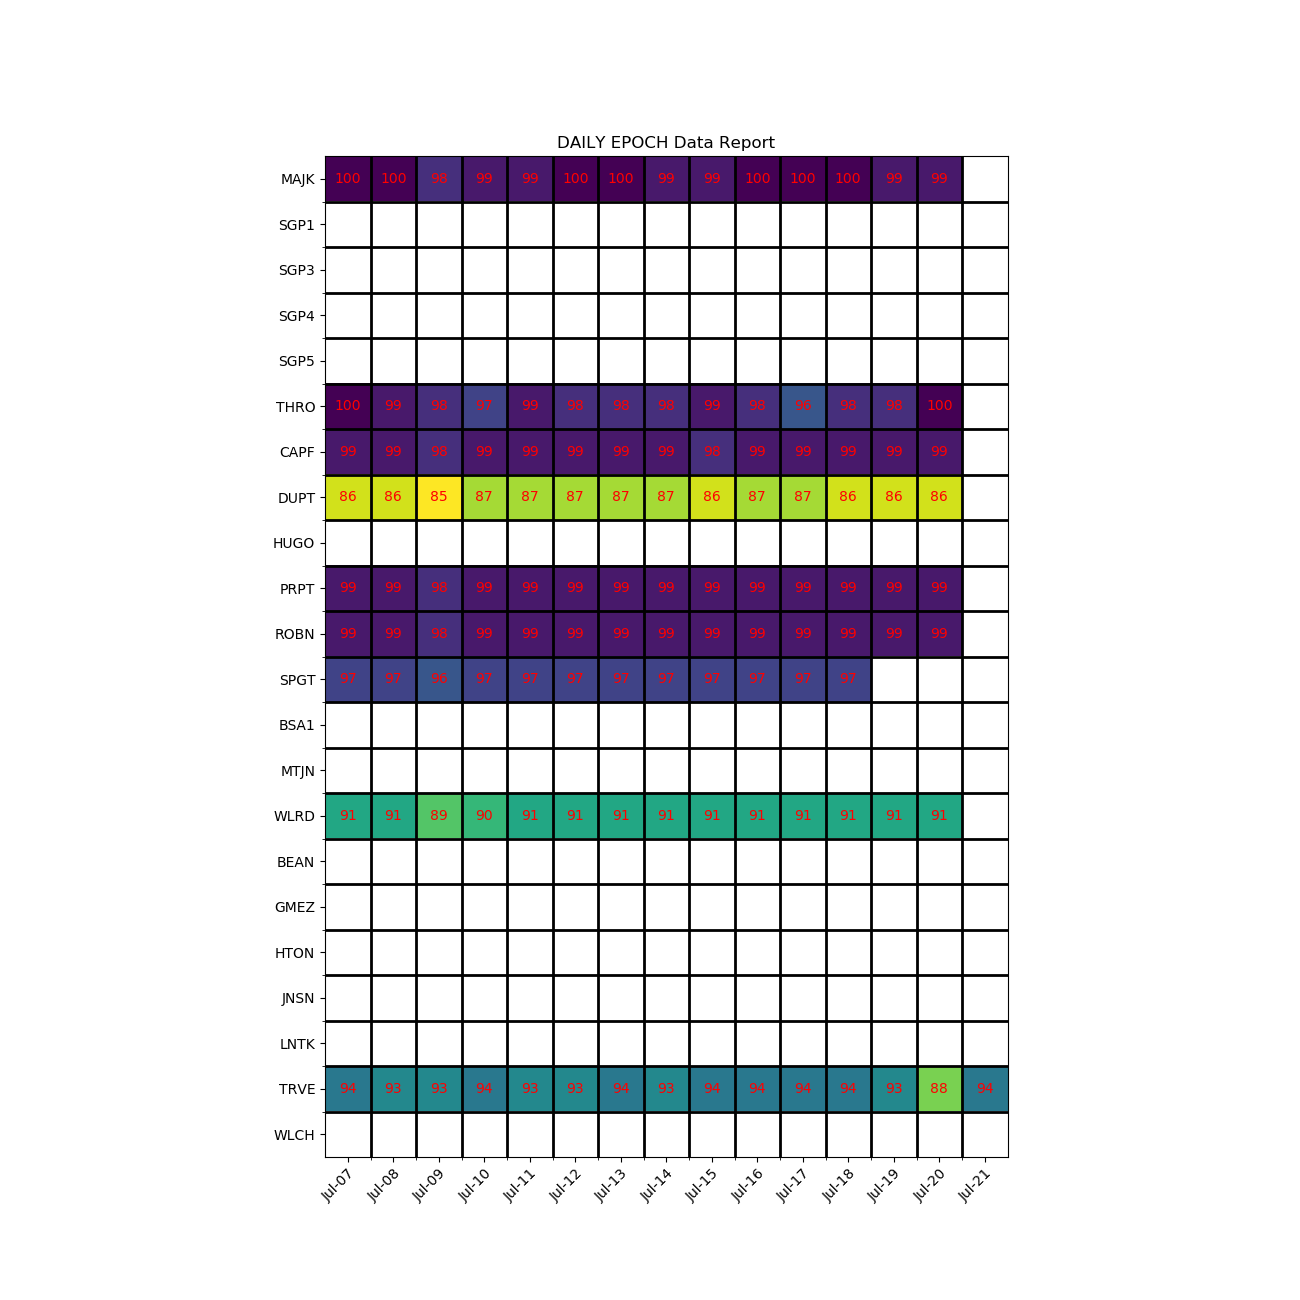 DAILY EPOCH Data Report
MAJK 100 100 98 99 99 100 100 99 99 100 100 100 99 99
SGP1
SGP3
SGP4
SGP5
THRO 100 99 98 97 99 98 98 98 99 98 96 98 98 100
CAPF 99 99 98 99 99 99 99 99 98 99 99 99 99 99
DUPT 86 86 85 87 87 87 87 87 86 87 87 86 86 86
HUGO
PRPT 99 99 98 99 99 99 99 99 99 99 99 99 99 99
ROBN 99 99 98 99 99 99 99 99 99 99 99 99 99 99
SPGT 97 97 96 97 97 97 97 97 97 97 97 97
BSA1
MTJN
WLRD 91 91 89 90 91 91 91 91 91 91 91 91 91 91
BEAN
GMEZ
HTON
JNSN
LNTK
TRVE 94 93 93 94 93 93 94 93 94 94 94 94 93 88 94
WLCH
Jul-07 Jul-08 Jul-09 Jul-10 Jul-11 Jul-12 Jul-13 Jul-14 Jul-15 Jul-16 Jul-17 Jul-18 Jul-19 Jul-20 Jul-21